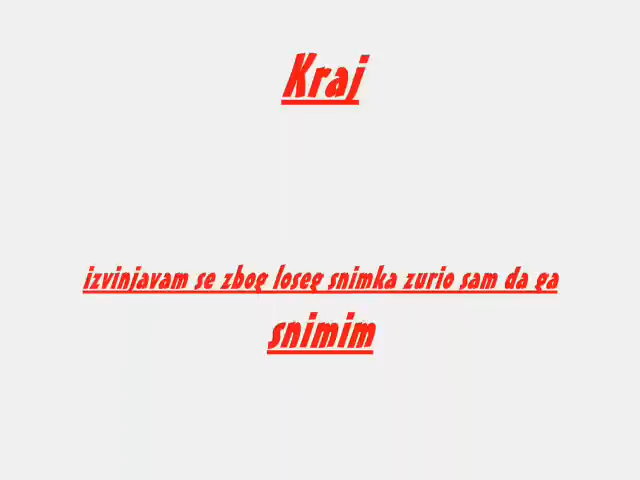 Kraj
izvinjavam se zbog loseg snimka zurio sam da ga
snimim